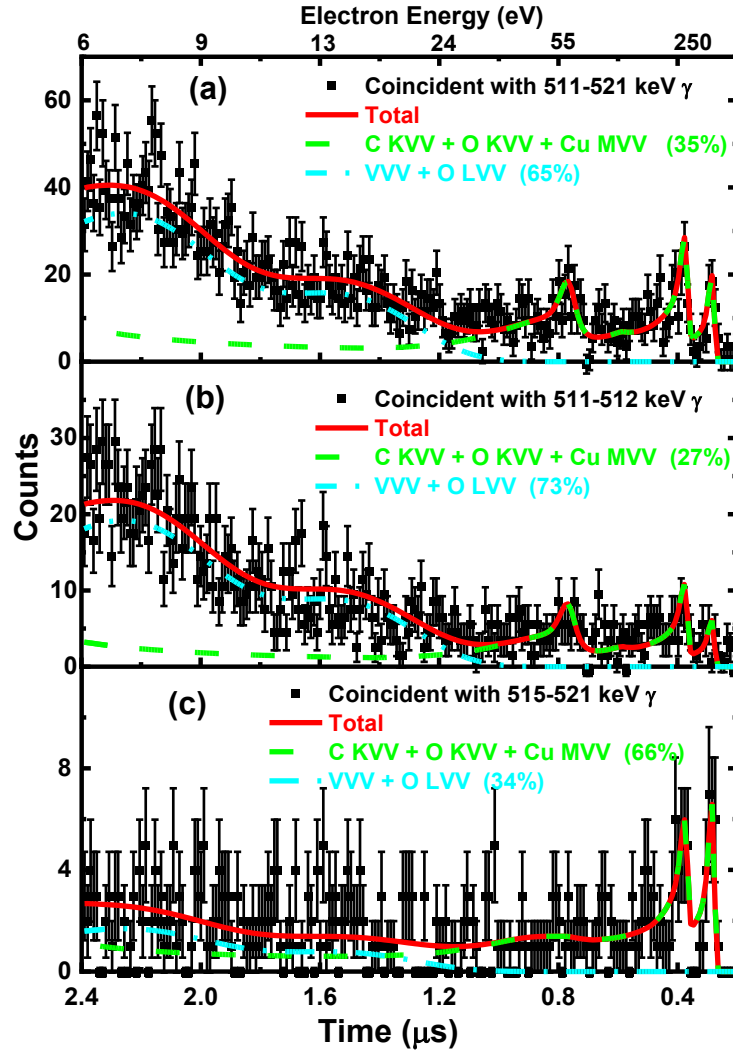 Electron Energy (eV)
6 9 13 24 55 250
(a)
Coincident with 511-521 keV γ
Total
C KVV + O KVV + Cu MVV (35%)
VVV + O LVV (65%)
60
40
20
0
(b)
Coincident with 511-512 keV γ
Total
C KVV + O KVV + Cu MVV (27%)
VVV + O LVV (73%)
30
20
10
0
Counts
(c)
Coincident with 515-521 keV γ
Total
C KVV + O KVV + Cu MVV (66%)
VVV + O LVV (34%)
8
4
0
2.4 2.0 1.6 1.2 0.8 0.4
Time (μs)